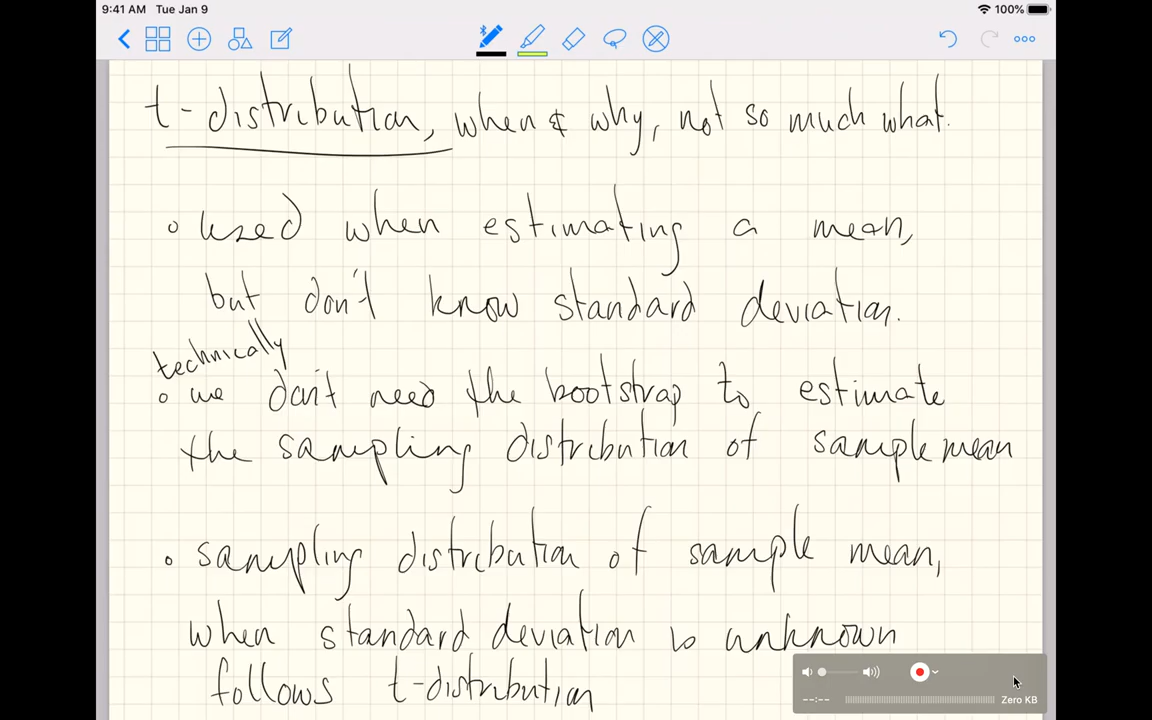 9:41 AM Tue Jan 9 100%
t-distribution, when & why, not so much what.
used when estimating a mean,
but don't know standard deviation.
technically
we don't need the bootstrap to estimate
the sampling distribution of sample mean
sampling distribution of sample mean,
when standard deviation is unknown
follows t-distribution
--:-- Zero KB